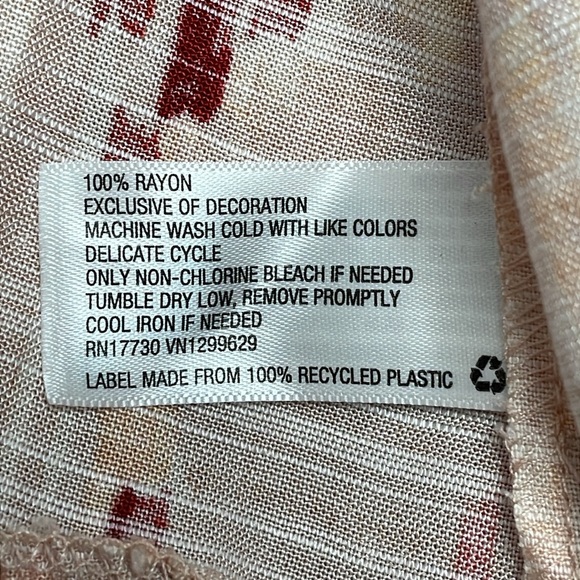 100% RAYON
EXCLUSIVE OF DECORATION
MACHINE WASH COLD WITH LIKE COLORS
DELICATE CYCLE
ONLY NON-CHLORINE BLEACH IF NEEDED
TUMBLE DRY LOW, REMOVE PROMPTLY
COOL IRON IF NEEDED
RN17730 VN1299629
LABEL MADE FROM 100% RECYCLED PLASTIC